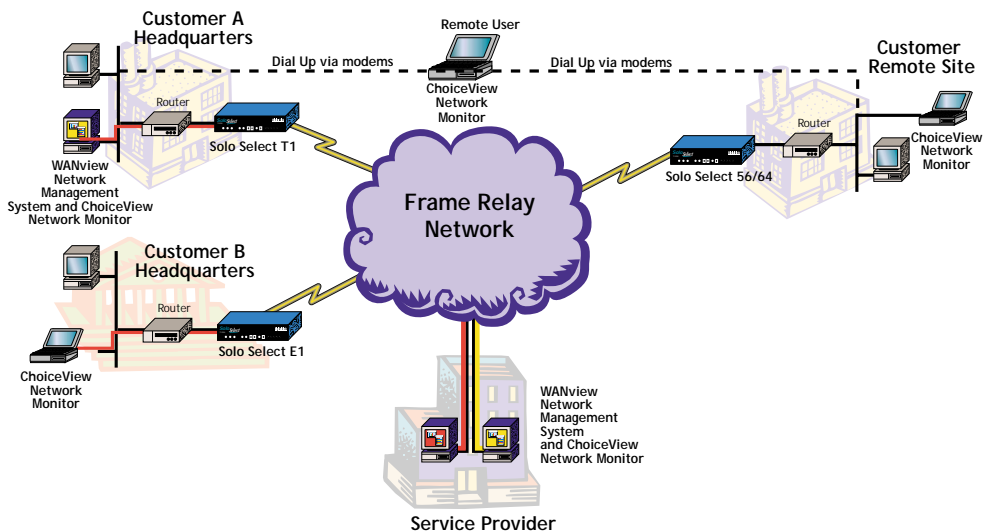 Customer A
Headquarters
Remote User
Customer
Remote Site
Dial Up via modems
Dial Up via modems
ChoiceView
Network
Monitor
Router
Solo Select T1
WANview
Network
Management
System and ChoiceView
Network Monitor
Router
Solo Select 56/64
ChoiceView
Network
Monitor
Frame Relay
Network
Customer B
Headquarters
Router
Solo Select E1
ChoiceView
Network
Monitor
WANview
Network
Management
System
and ChoiceView
Network Monitor
Service Provider